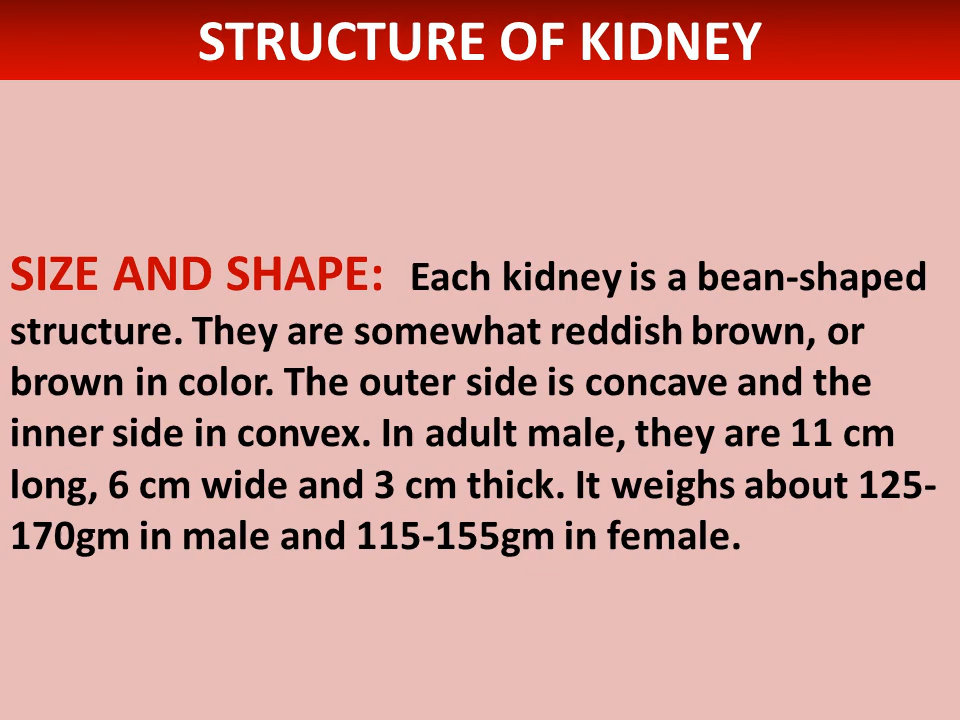 STRUCTURE OF KIDNEY
SIZE AND SHAPE: Each kidney is a bean-shaped
structure. They are somewhat reddish brown, or
brown in color. The outer side is concave and the
inner side in convex. In adult male, they are 11 cm
long, 6 cm wide and 3 cm thick. It weighs about 125-
170gm in male and 115-155gm in female.